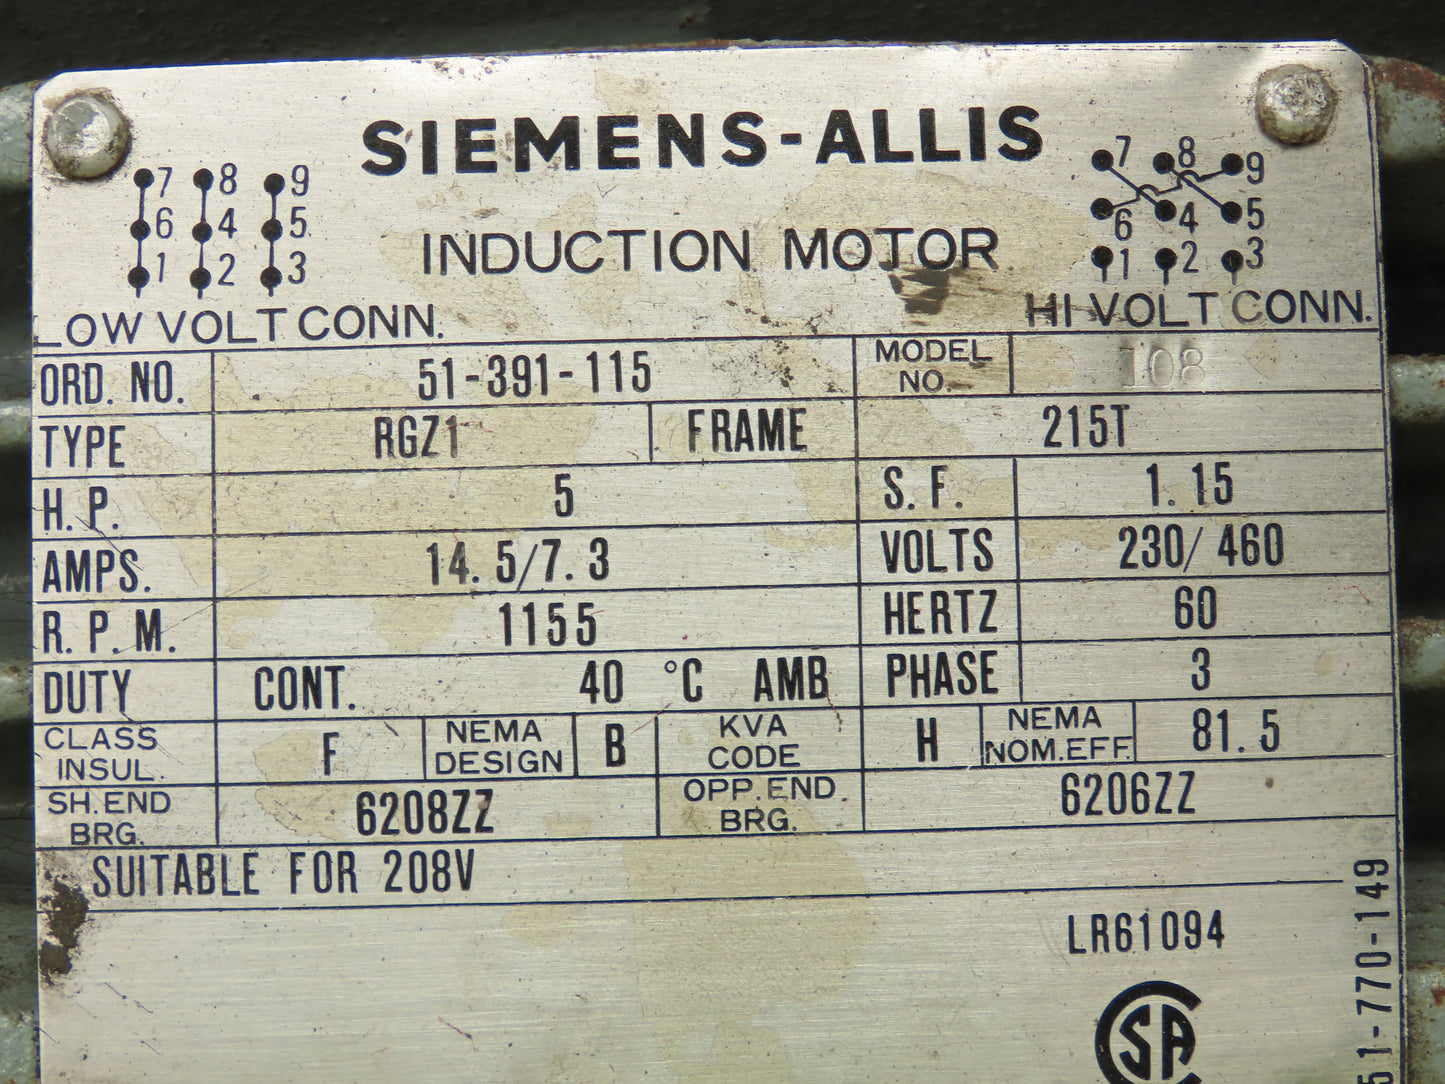 SIEMENS-ALLIS
INDUCTION MOTOR
7 8 9
6 4 5
1 2 3
LOW VOLT CONN.
7 8 9
6 4 5
1 2 3
HI VOLT CONN.
ORD. NO. 51-391-115 MODEL NO. 108
TYPE RGZ1 FRAME 215T
H.P. 5 S.F. 1.15
AMPS. 14.5/7.3 VOLTS 230/460
R.P.M. 1155 HERTZ 60
DUTY CONT. 40 °C AMB PHASE 3
CLASS INSUL. F NEMA DESIGN B KVA CODE H NEMA NOM.EFF. 81.5
SH. END BRG. 6208ZZ OPP. END BRG. 6206ZZ
SUITABLE FOR 208V
LR61094
SA
51-770-149